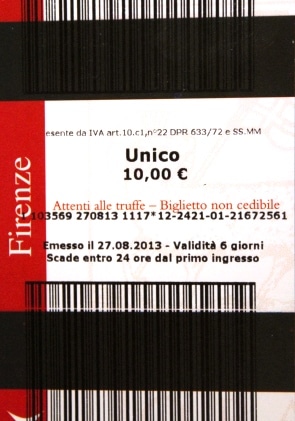 esente da IVA art.10.c1,n°22 DPR 633/72 e SS.MM
Unico
10,00 €
Attenti alle truffe – Biglietto non cedibile
103569 270813 1117*12-2421-01-21672561
Emesso il 27.08.2013 - Validità 6 giorni
Scade entro 24 ore dal primo ingresso
Firenze